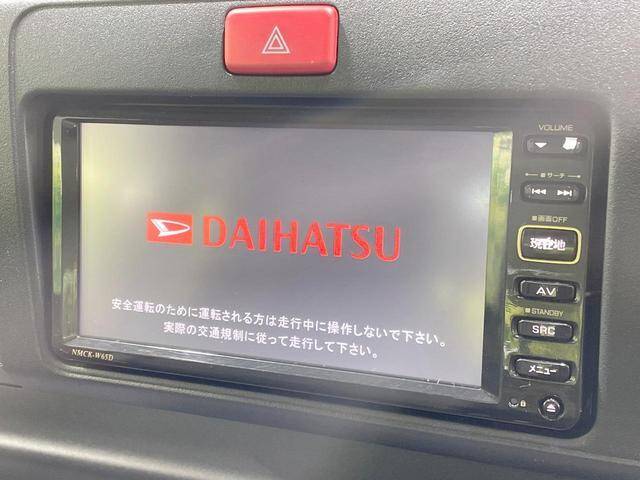 VOLUME
■サーチ
■画面OFF
現在地
AV
■STANDBY
SRC
メニュー
DAIHATSU
安全運転のために運転される方は走行中に操作しないで下さい。
実際の交通規制に従って走行して下さい。
NMCK-W65D